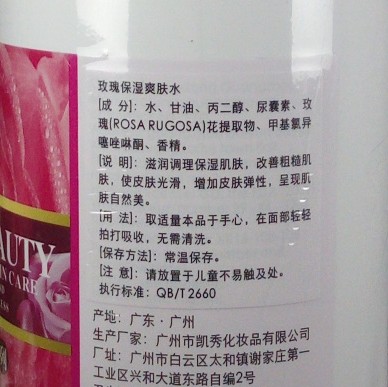 玫瑰保湿爽肤水
[成 分]：水、甘油、丙二醇、尿囊素、玫
瑰(ROSA RUGOSA)花提取物、甲基氯异
噻唑啉酮、香精。
[说 明]：滋润调理保湿肌肤，改善粗糙肌
肤，使皮肤光滑，增加皮肤弹性，呈现肌
肤自然美。
[用 法]：取适量本品于手心，在面部轻轻
拍打吸收，无需清洗。
[保存方法]：常温保存。
[注 意]：请放置于儿童不易触及处。
执行标准：QB/T 2660
产地：广东·广州
生产厂家：广州市凯秀化妆品有限公司
厂址：广州市白云区太和镇谢家庄第一
工业区兴和大道东路自编2号
AUTY
N CARE